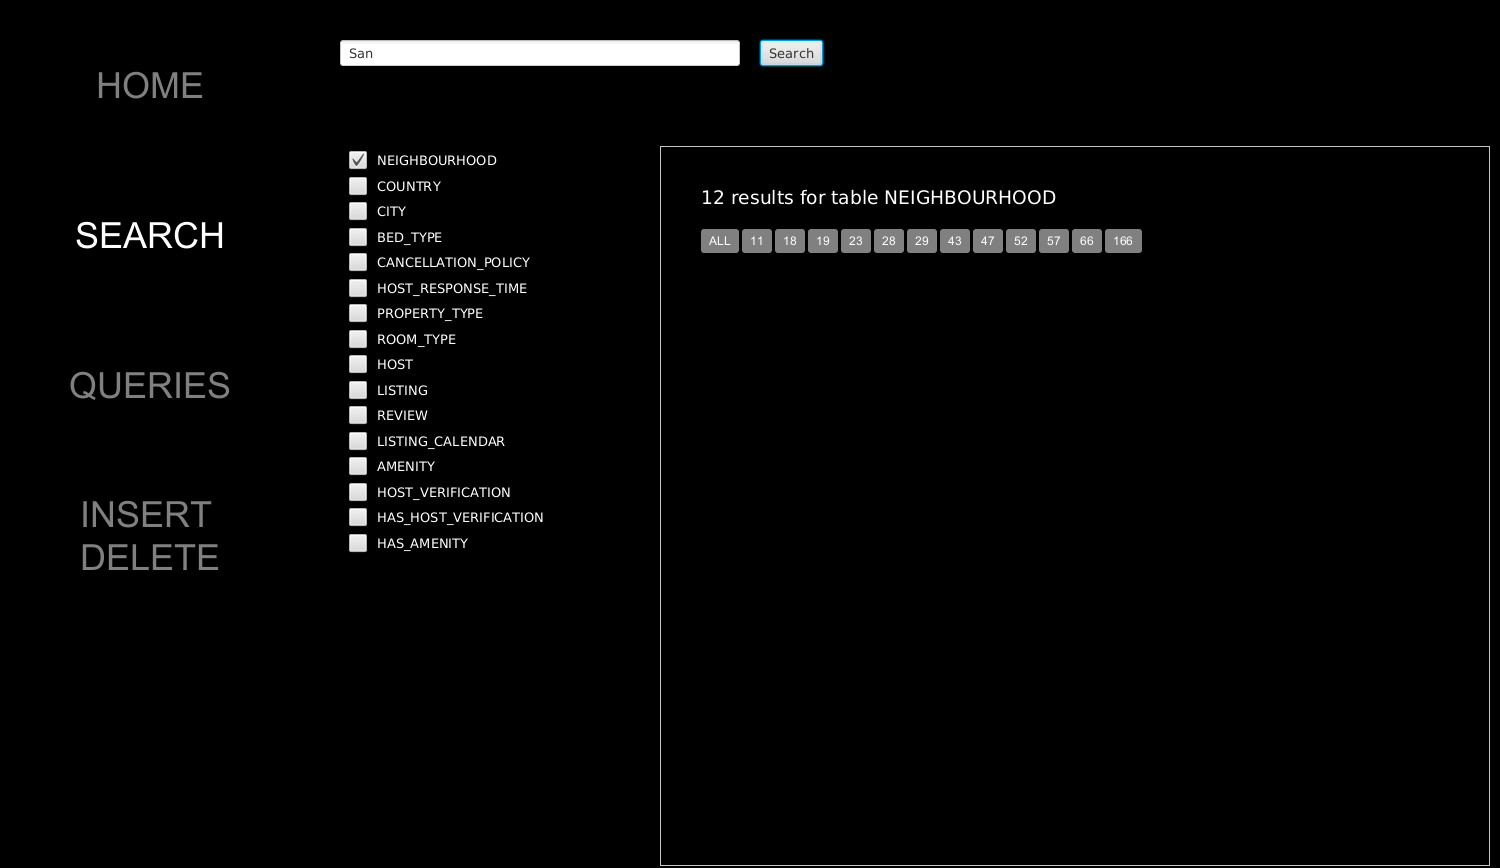 HOME
SEARCH
QUERIES
INSERT
DELETE
San
Search
NEIGHBOURHOOD
COUNTRY
CITY
BED_TYPE
CANCELLATION_POLICY
HOST_RESPONSE_TIME
PROPERTY_TYPE
ROOM_TYPE
HOST
LISTING
REVIEW
LISTING_CALENDAR
AMENITY
HOST_VERIFICATION
HAS_HOST_VERIFICATION
HAS_AMENITY
12 results for table NEIGHBOURHOOD
ALL 11 18 19 23 28 29 43 47 52 57 66 166